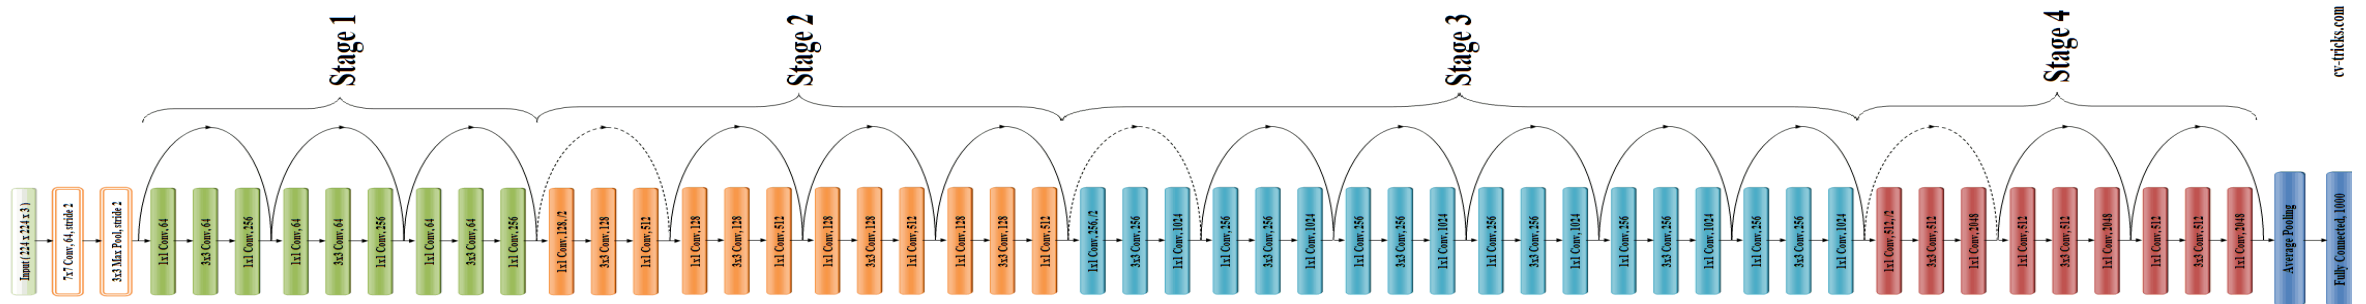 Stage 1
Stage 2
Stage 3
Stage 4
cv-tricks.com
Input ( 224 x 224 x 3 )
7x7 Conv, 64, stride 2
3x3 Max Pool, stride 2
1x1 Conv, 64
3x3 Conv, 64
1x1 Conv, 256
1x1 Conv, 64
3x3 Conv, 64
1x1 Conv, 256
1x1 Conv, 64
3x3 Conv, 64
1x1 Conv, 256
1x1 Conv, 128, /2
3x3 Conv, 128
1x1 Conv, 512
1x1 Conv, 128
3x3 Conv, 128
1x1 Conv, 512
1x1 Conv, 128
3x3 Conv, 128
1x1 Conv, 512
1x1 Conv, 128
3x3 Conv, 128
1x1 Conv, 512
1x1 Conv, 256, /2
3x3 Conv, 256
1x1 Conv, 1024
1x1 Conv, 256
3x3 Conv, 256
1x1 Conv, 1024
1x1 Conv, 256
3x3 Conv, 256
1x1 Conv, 1024
1x1 Conv, 256
3x3 Conv, 256
1x1 Conv, 1024
1x1 Conv, 256
3x3 Conv, 256
1x1 Conv, 1024
1x1 Conv, 256
3x3 Conv, 256
1x1 Conv, 1024
1x1 Conv, 512, /2
3x3 Conv, 512
1x1 Conv, 2048
1x1 Conv, 512
3x3 Conv, 512
1x1 Conv, 2048
1x1 Conv, 512
3x3 Conv, 512
1x1 Conv, 2048
Average Pooling
Fully Connected, 1000